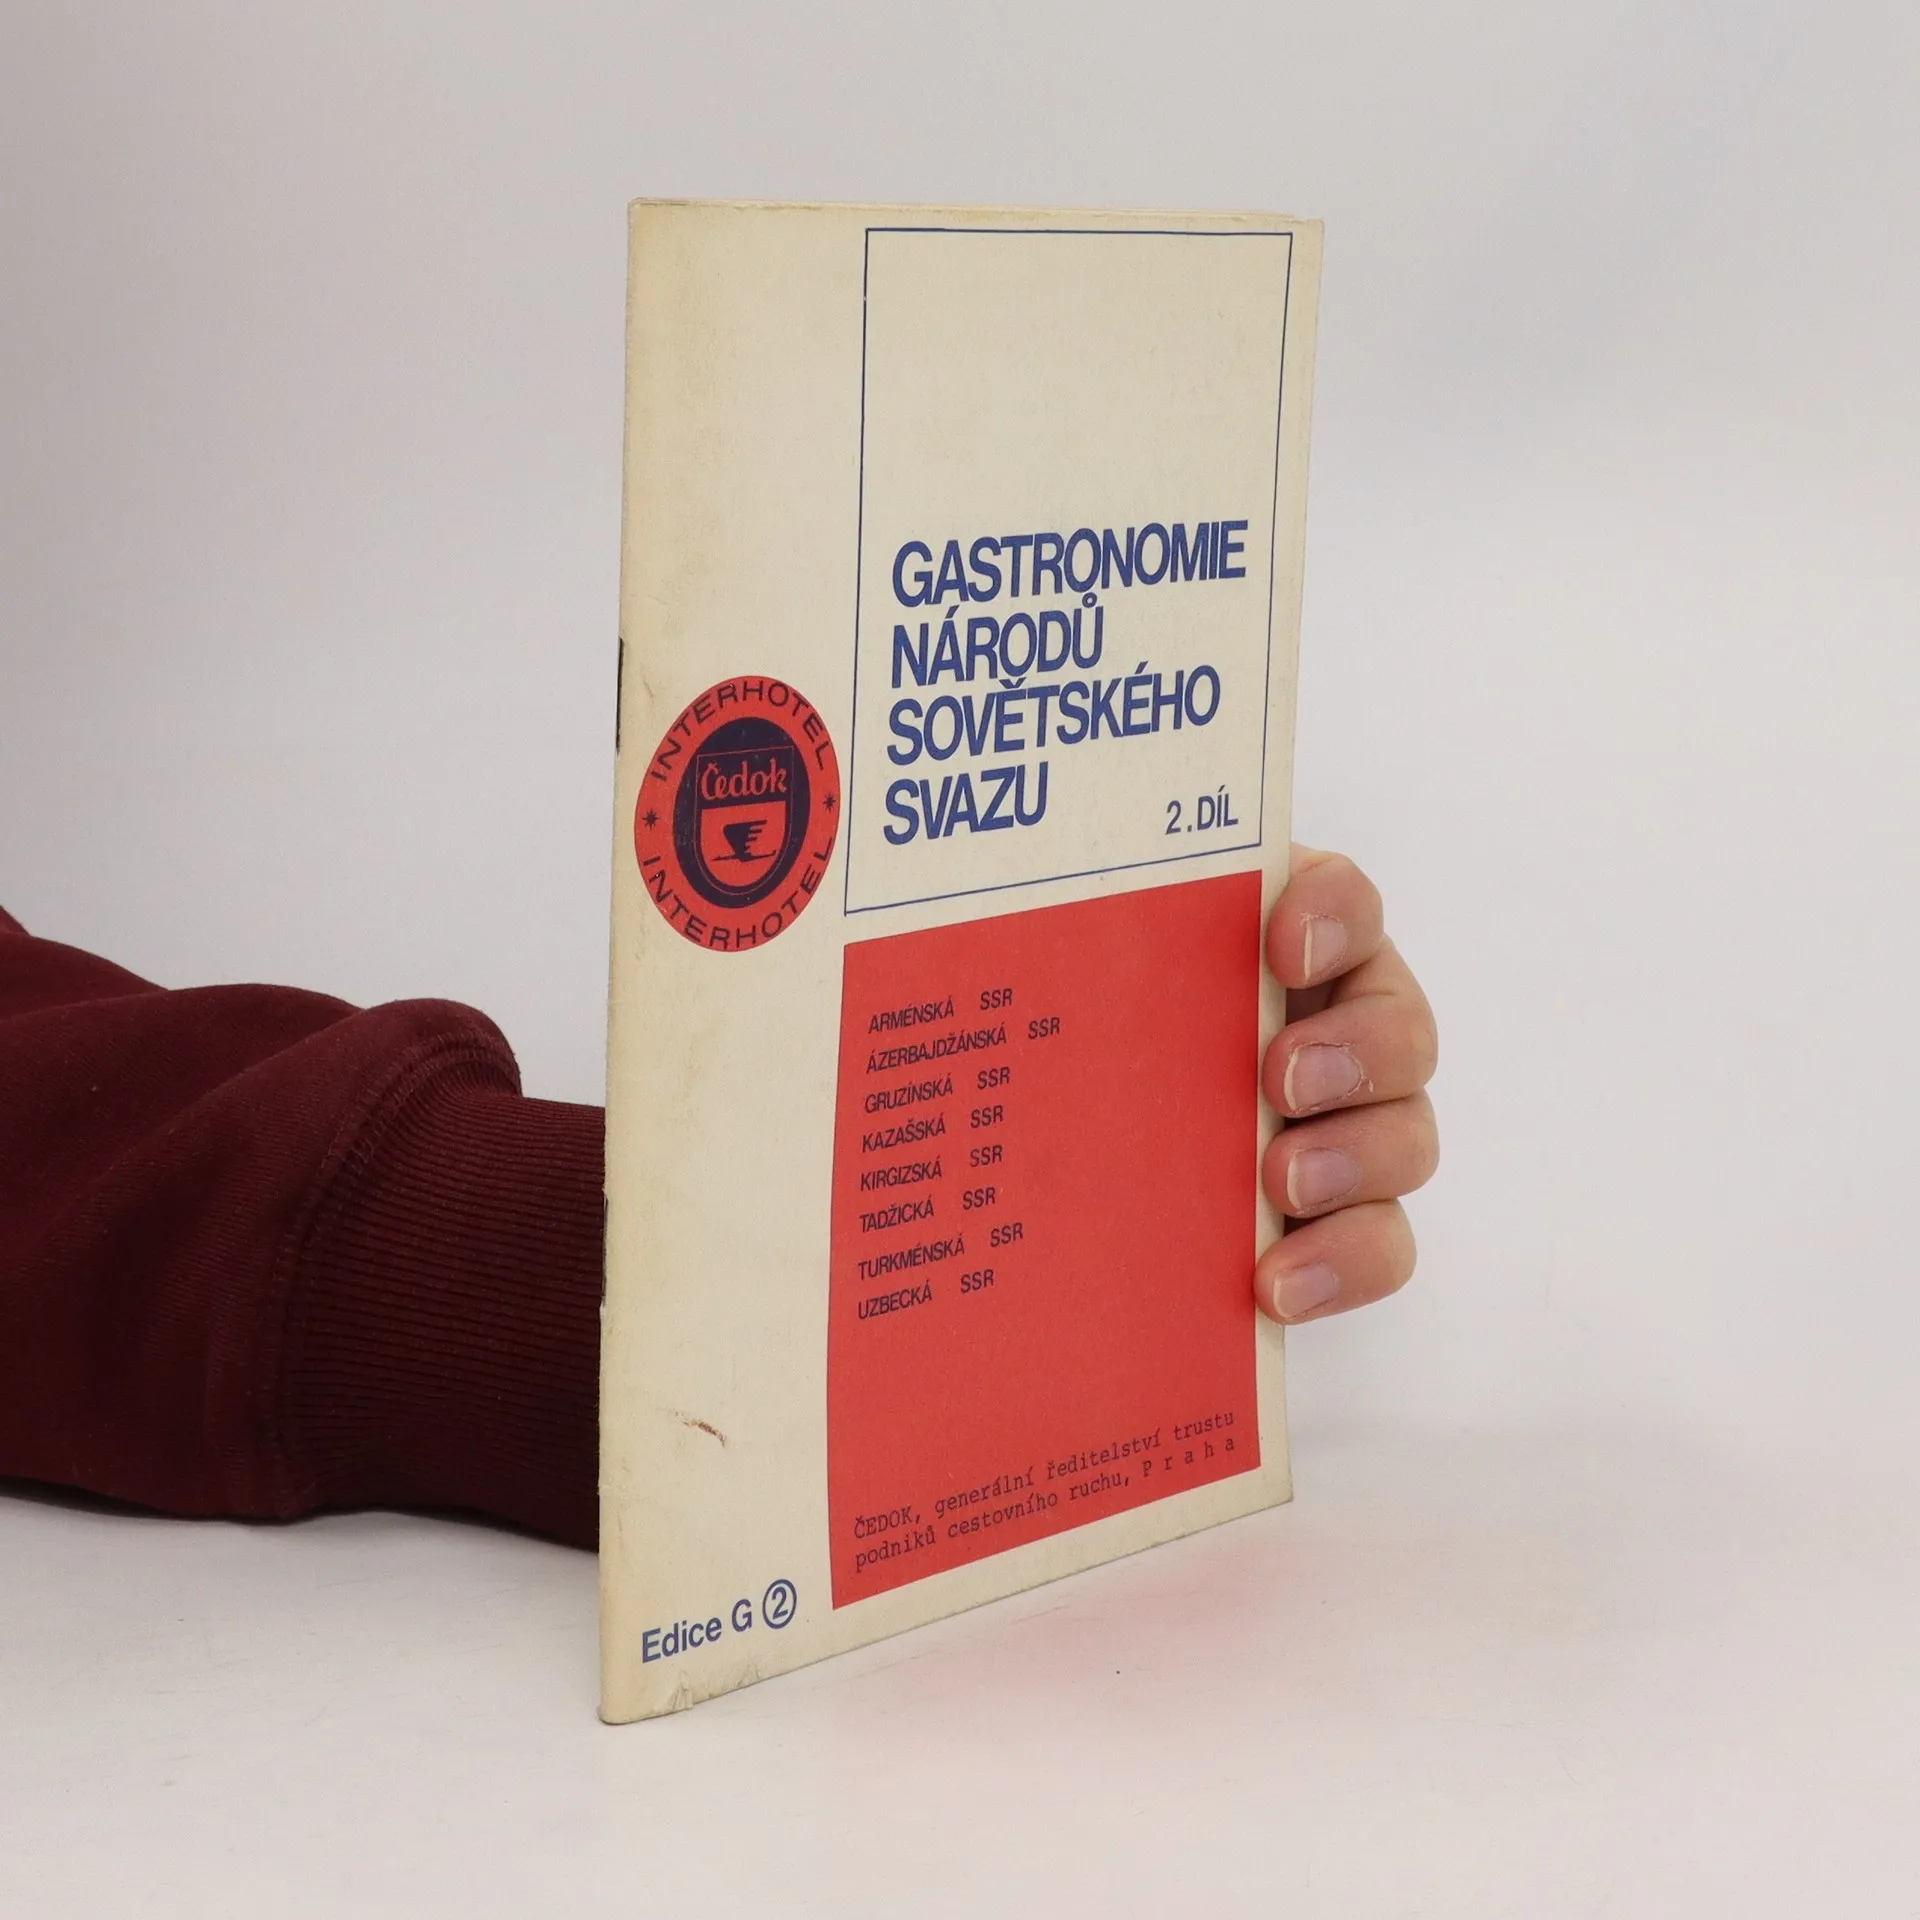 GASTRONOMIE
NÁRODŮ
SOVĚTSKÉHO
SVAZU
2.DÍL
INTERHOTEL
Čedok
INTERHOTEL
ARMÉNSKÁ SSR
ÁZERBAJDŽÁNSKÁ SSR
GRUZÍNSKÁ SSR
KAZAŠSKÁ SSR
KIRGIZSKÁ SSR
TADŽICKÁ SSR
TURKMÉNSKÁ SSR
UZBECKÁ SSR
ČEDOK, generální ředitelství trustu
podniků cestovního ruchu, P r a h a
Edice G 2